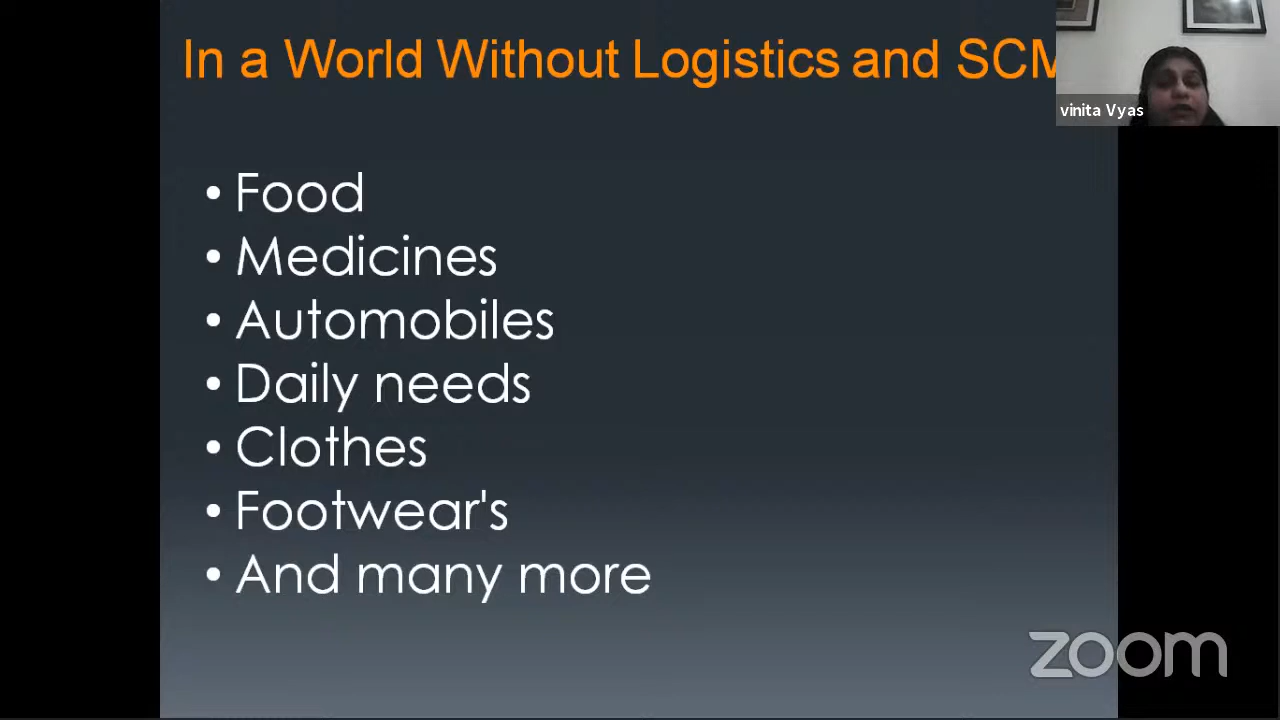 In a World Without Logistics and SCM
vinita Vyas
• Food
• Medicines
• Automobiles
• Daily needs
• Clothes
• Footwear's
• And many more
zoom